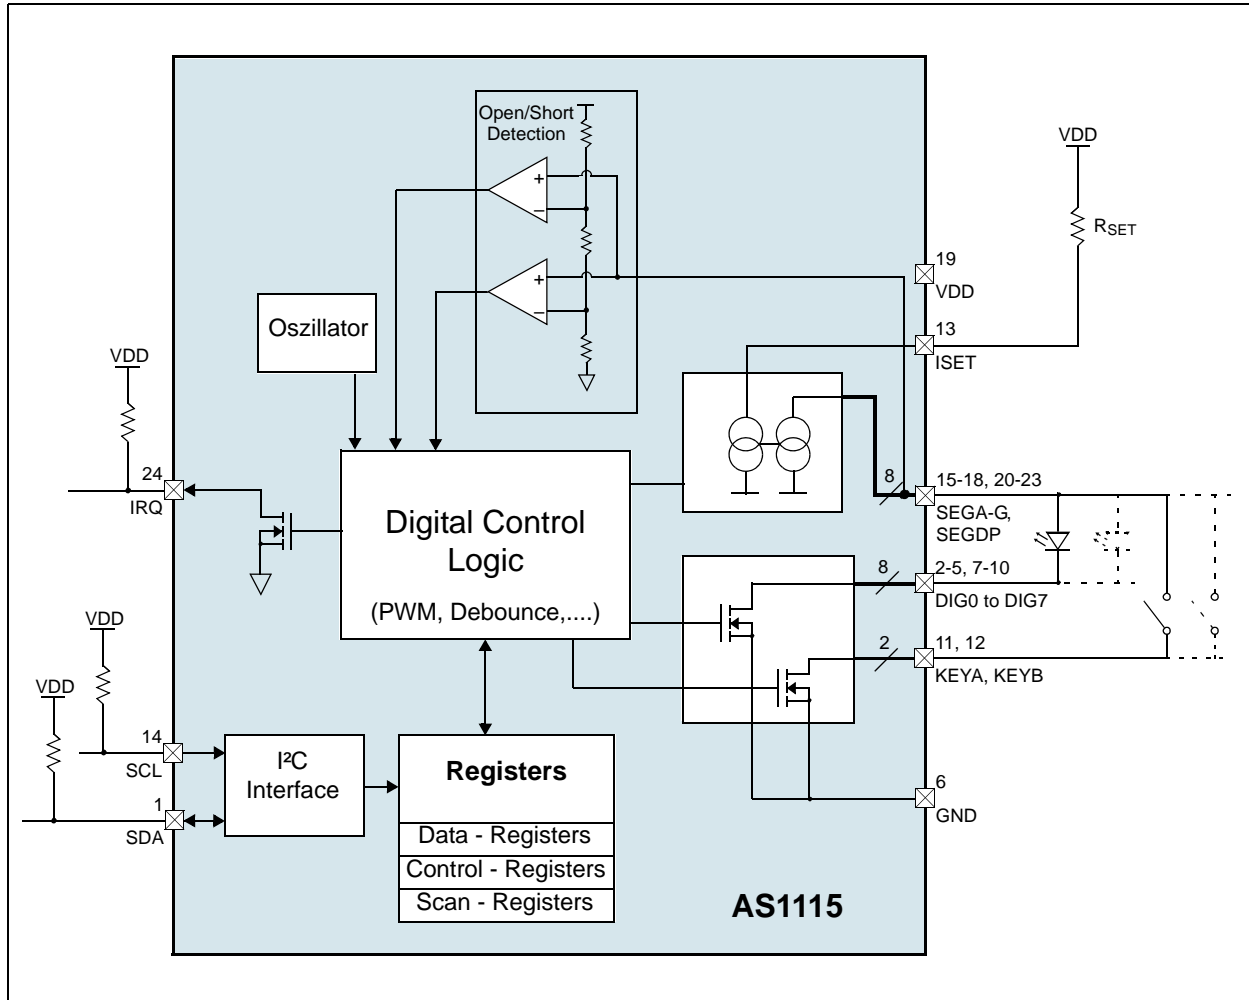 Open/Short
Detection
+
–
+
–
VDD
RSET
19
VDD
13
ISET
Oszillator
VDD
24
IRQ
8
15-18, 20-23
SEGA-G,
SEGDP
Digital Control
Logic
(PWM, Debounce,....)
8
2-5, 7-10
DIG0 to DIG7
2
11, 12
KEYA, KEYB
VDD
VDD
14
SCL
1
SDA
I²C
Interface
Registers
Data - Registers
Control - Registers
Scan - Registers
6
GND
AS1115